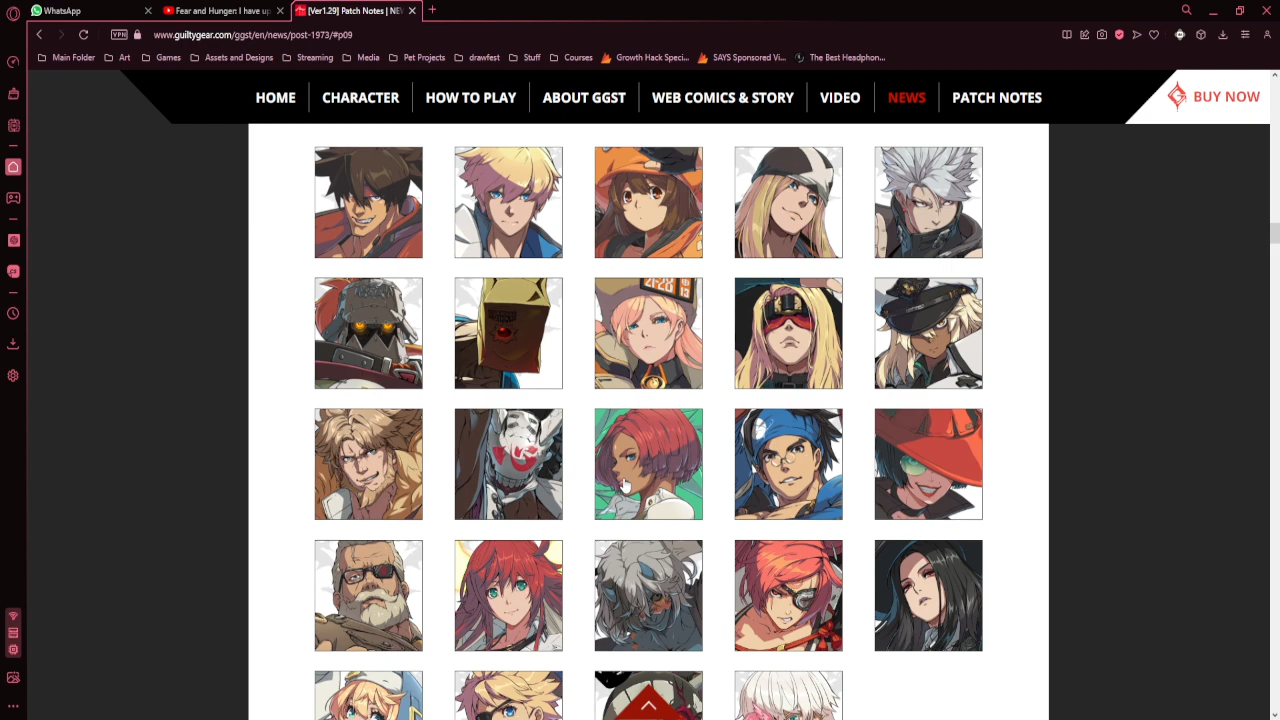 WhatsApp
Fear and Hunger: I have up
[Ver1.29] Patch Notes | NEW
VPN
www.guiltygear.com/ggst/en/news/post-1973/#p09
Main Folder
Art
Games
Assets and Designs
Streaming
Media
Pet Projects
drawfest
Stuff
Courses
Growth Hack Speci...
SAYS Sponsored Vi...
The Best Headphon...
HOME
CHARACTER
HOW TO PLAY
ABOUT GGST
WEB COMICS & STORY
VIDEO
NEWS
PATCH NOTES
BUY NOW